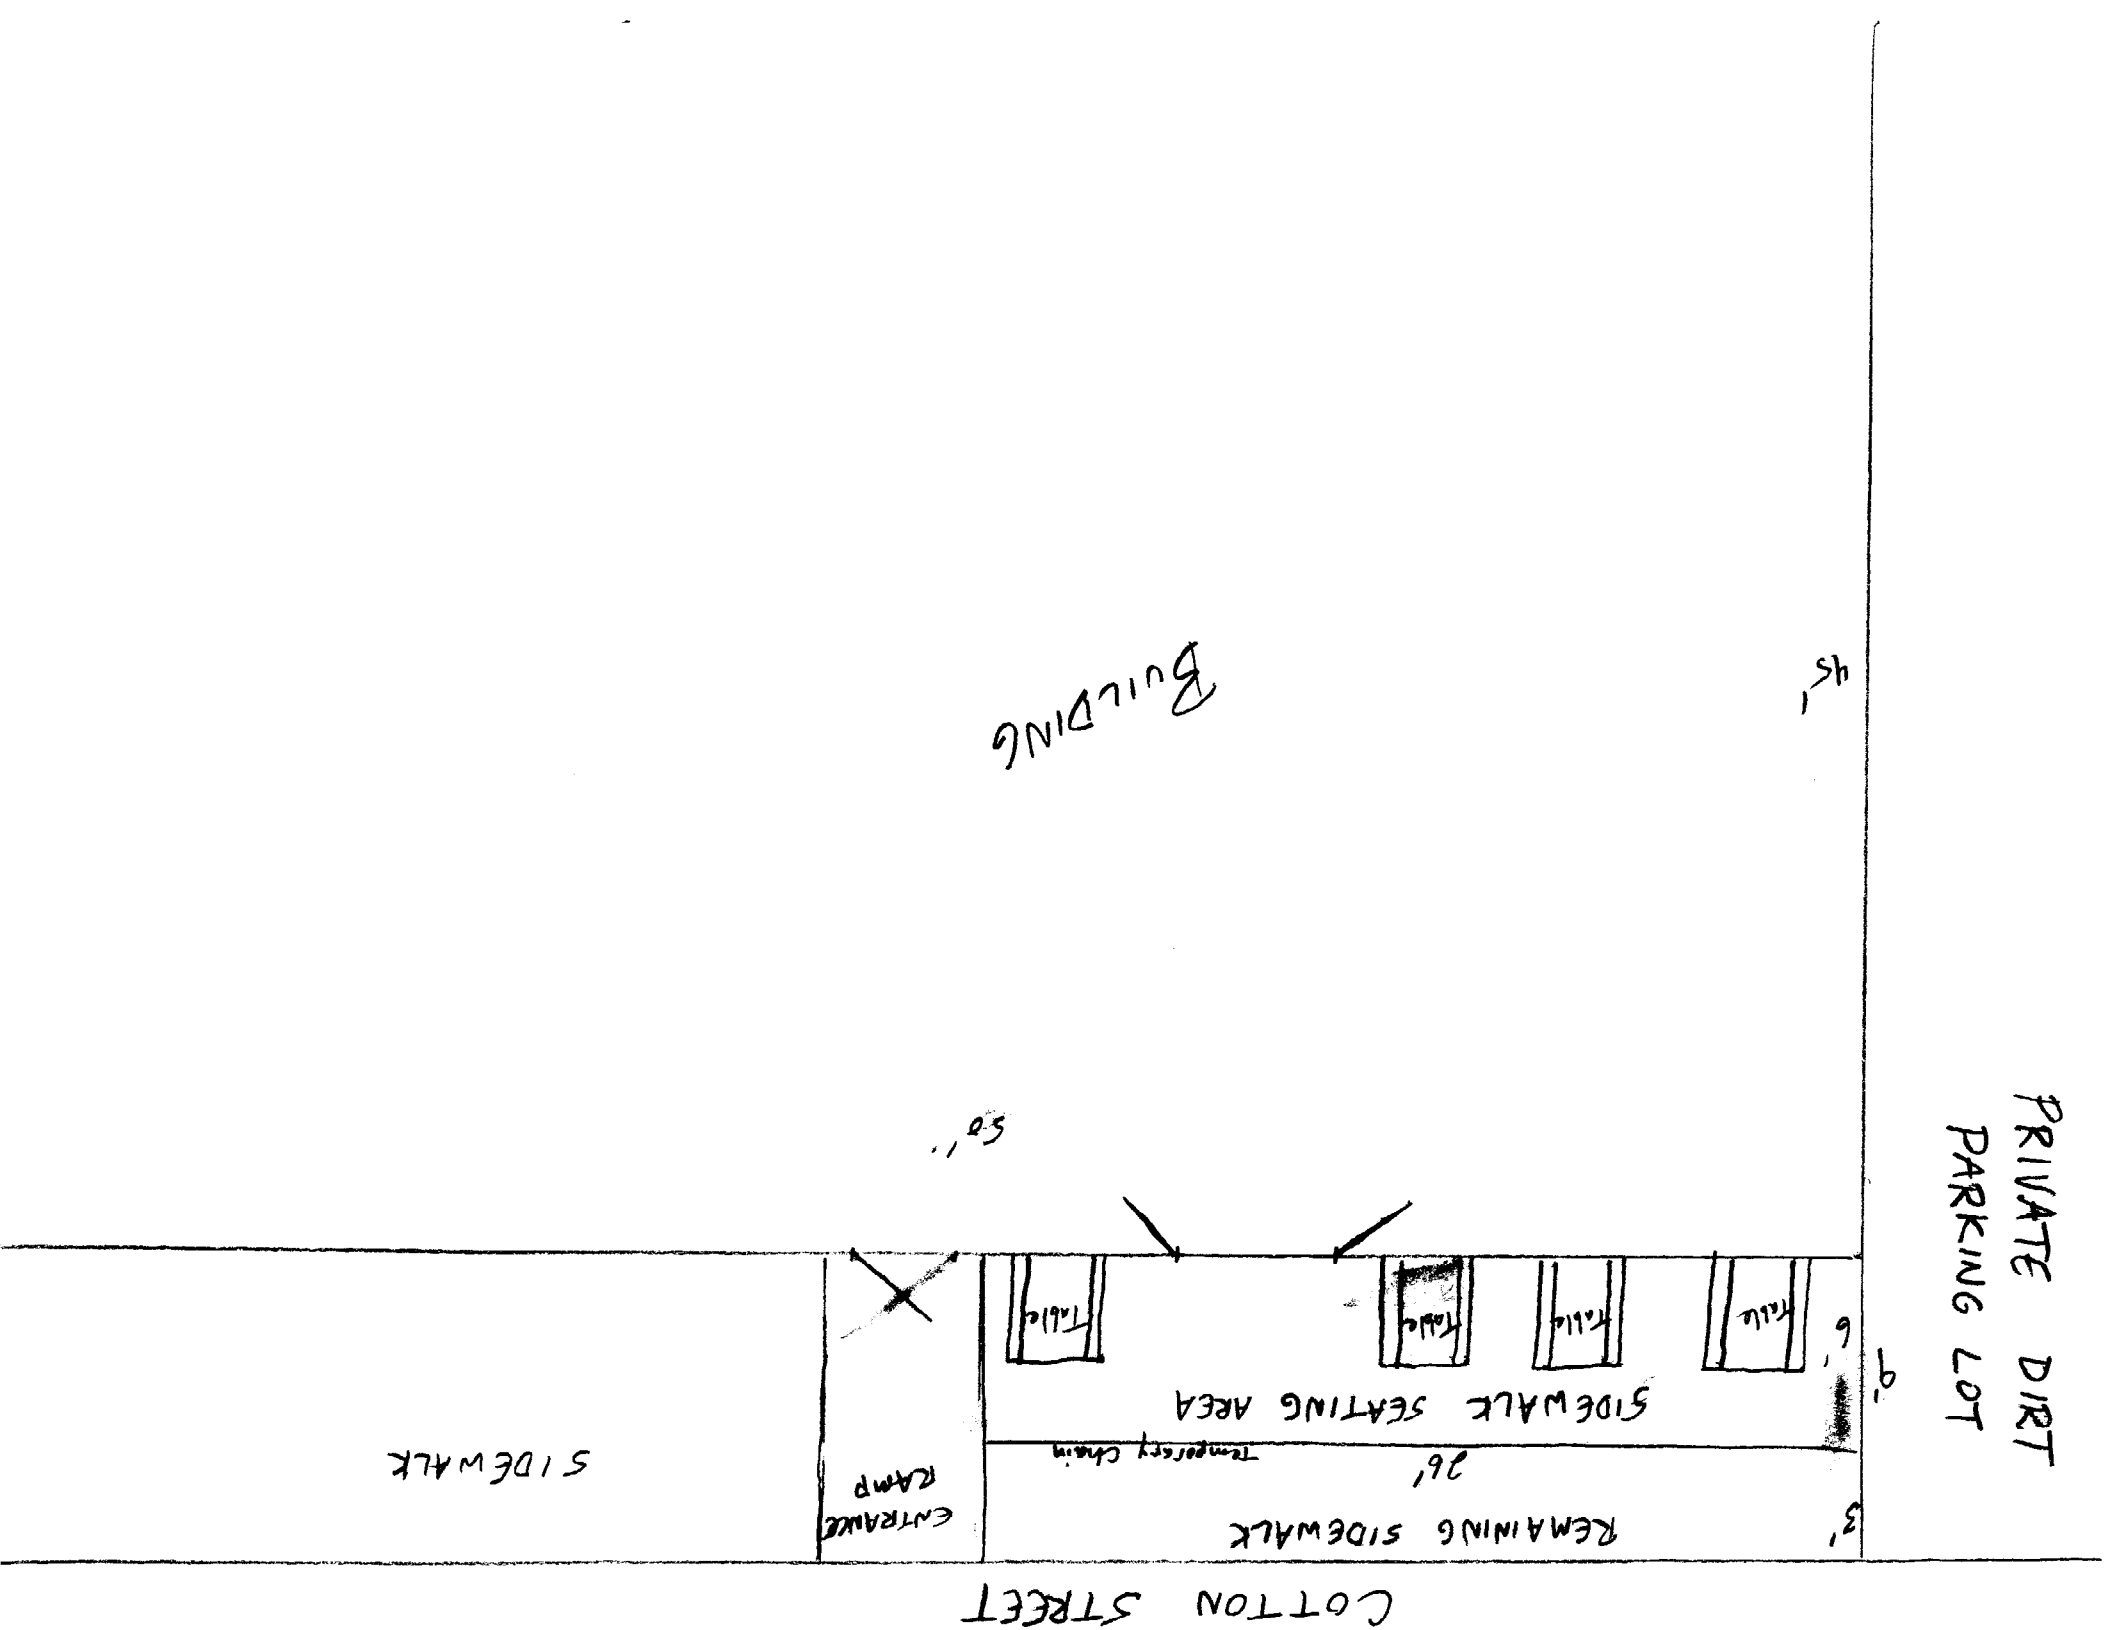 COTTON STREET
3'
REMAINING SIDEWALK
ENTRANCE
RAMP
26'
Temporary Chain
SIDEWALK
SIDEWALK SEATING AREA
9'
6'
Table
Table
Table
Table
50'
PRIVATE DIRT
PARKING LOT
BUILDING
45'